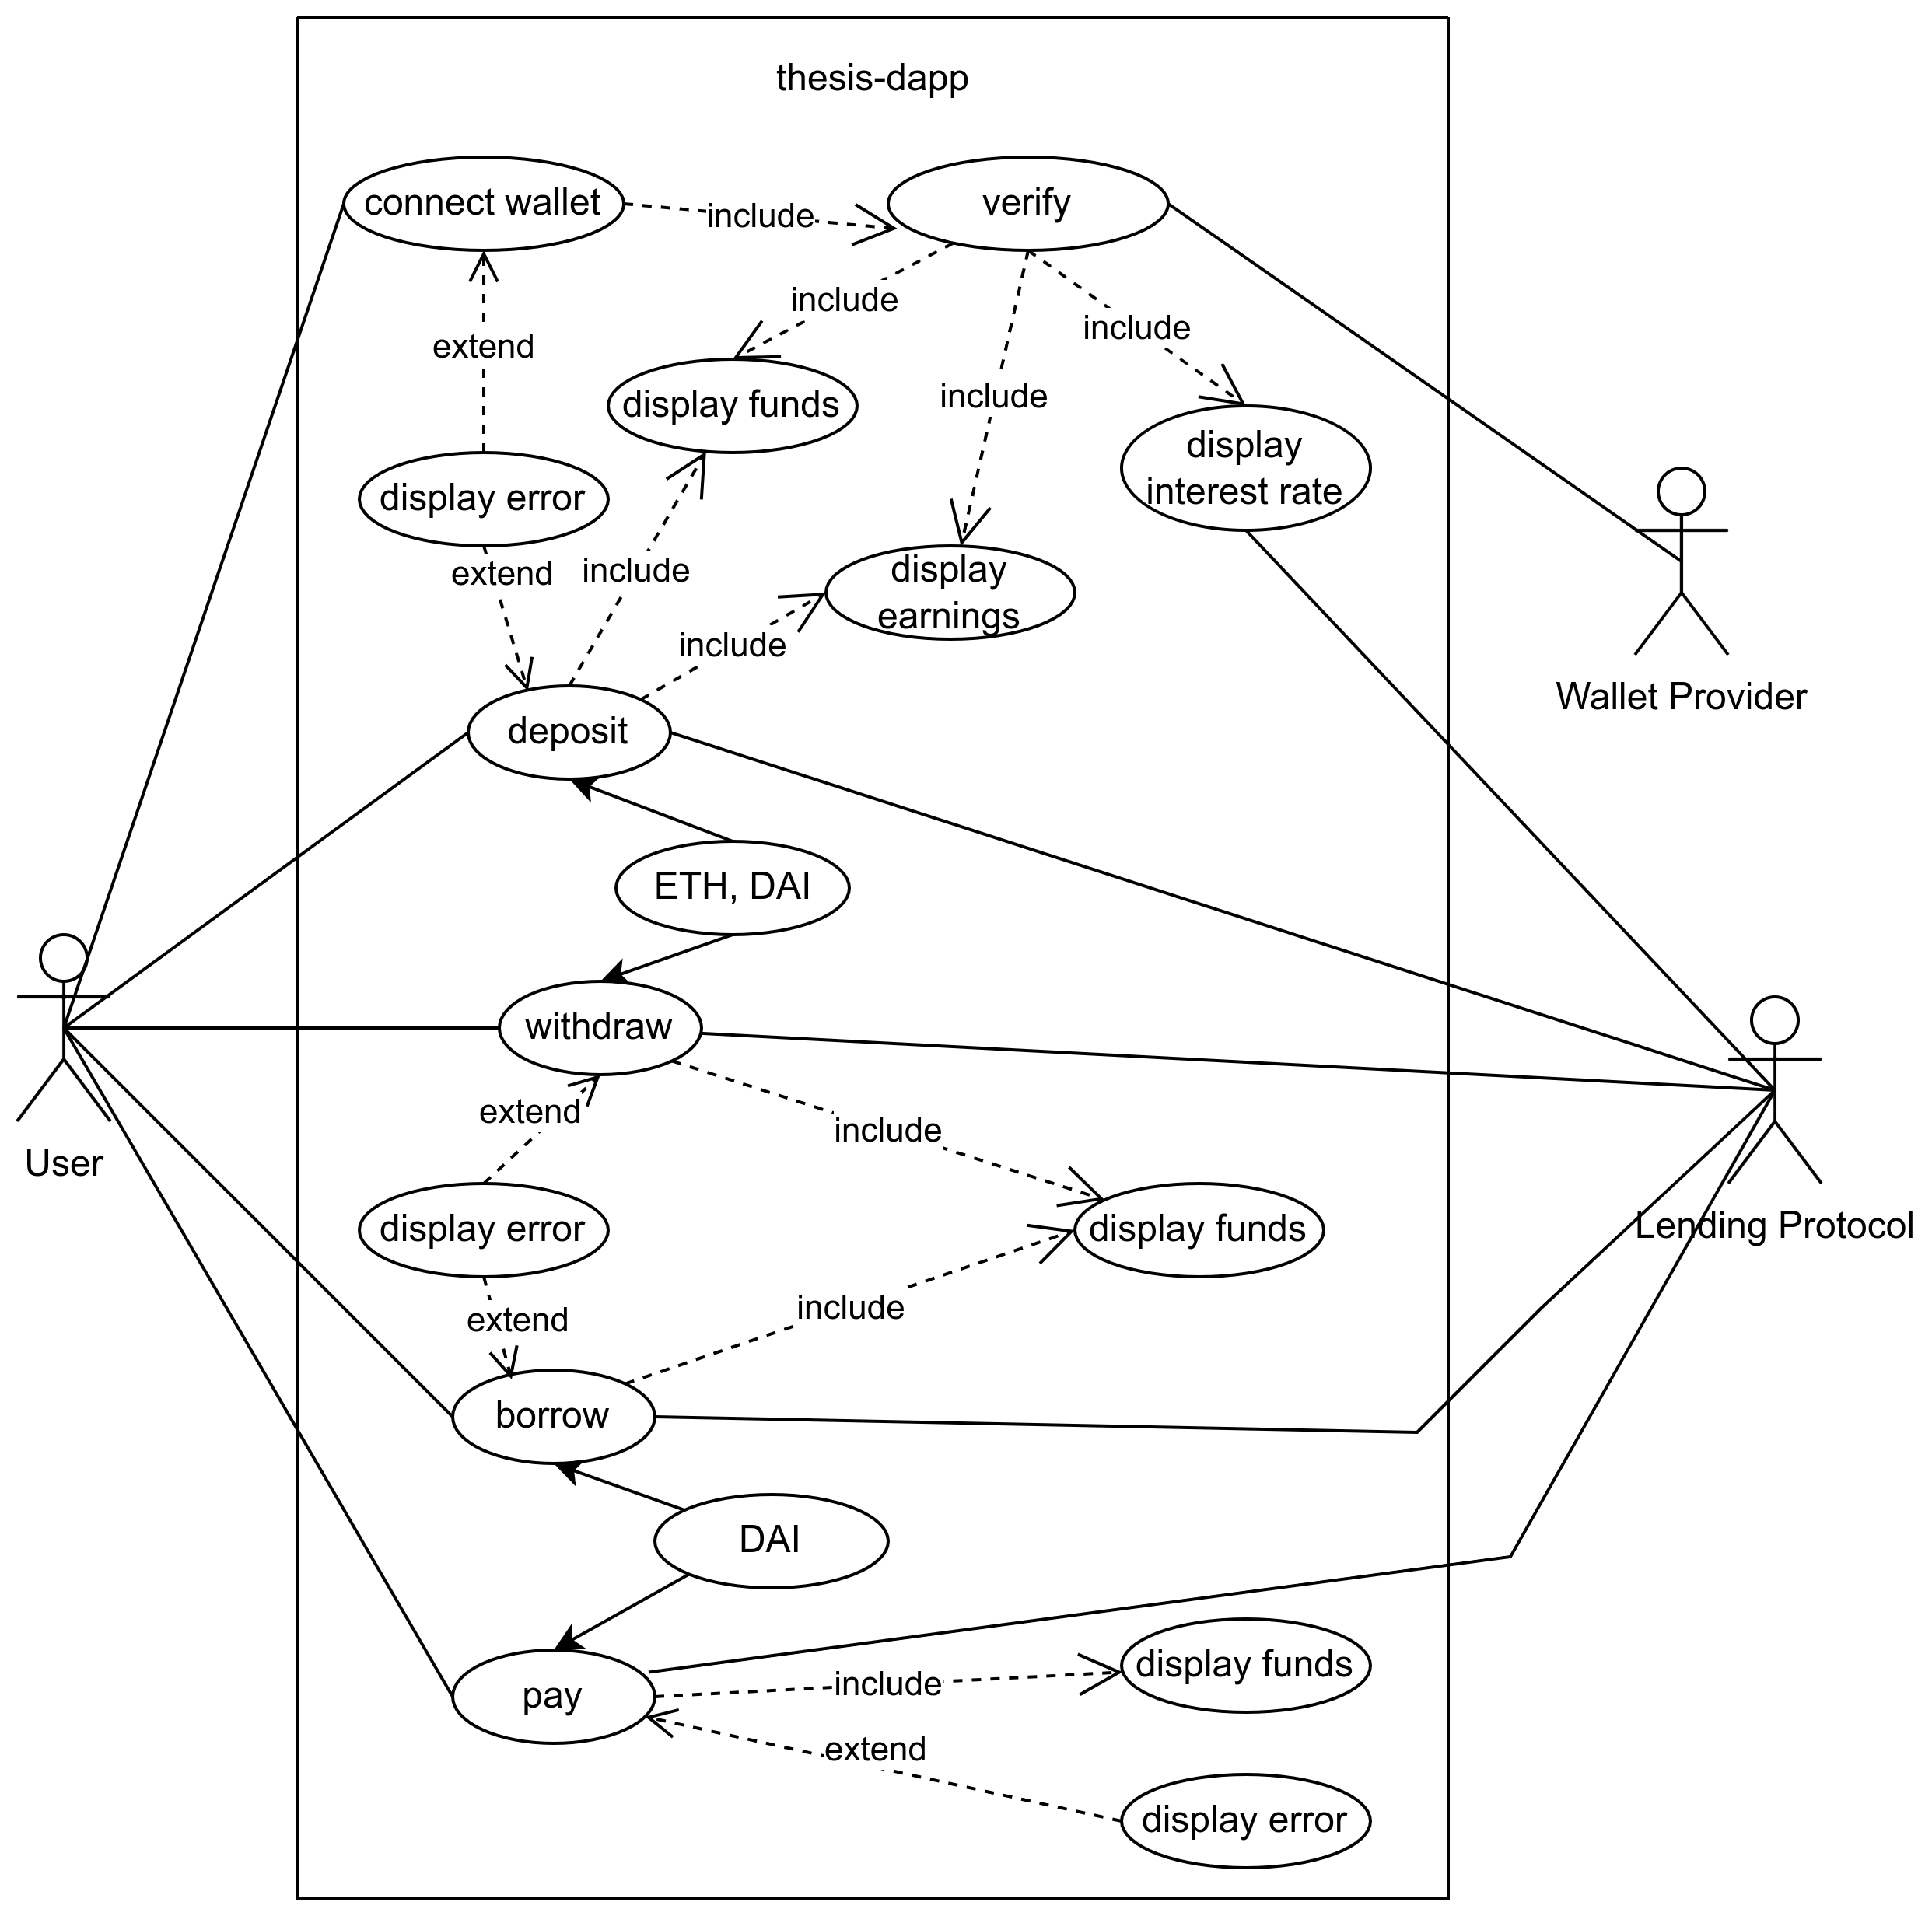 thesis-dapp
connect wallet
include
verify
include
include
extend
display funds
include
display
interest rate
display error
extend
include
display
earnings
include
Wallet Provider
deposit
ETH, DAI
withdraw
extend
include
User
display error
display funds
Lending Protocol
include
extend
borrow
DAI
display funds
include
pay
extend
display error